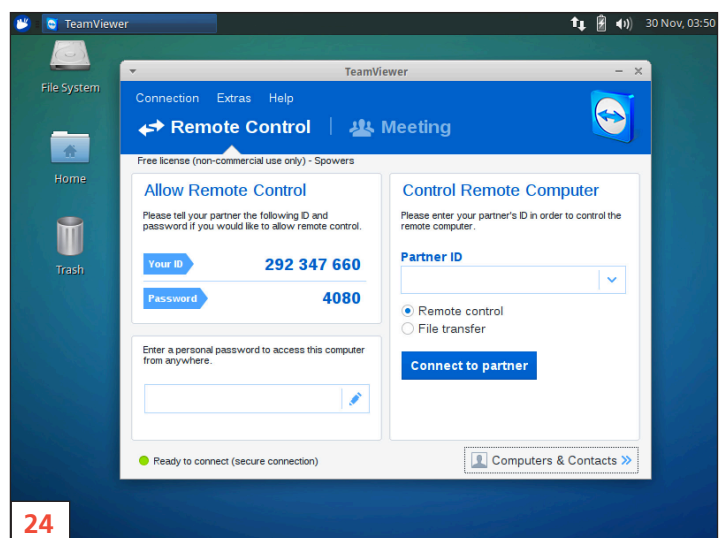 TeamViewer
30 Nov, 03:50
File System
Home
Trash
TeamViewer
Connection Extras Help
Remote Control Meeting
Free license (non-commercial use only) - Spowers
Allow Remote Control
Please tell your partner the following ID and
password if you would like to allow remote control.
Your ID 292 347 660
Password 4080
Enter a personal password to access this computer
from anywhere.
Control Remote Computer
Please enter your partner's ID in order to control the
remote computer.
Partner ID
Remote control
File transfer
Connect to partner
Ready to connect (secure connection)
Computers & Contacts
24